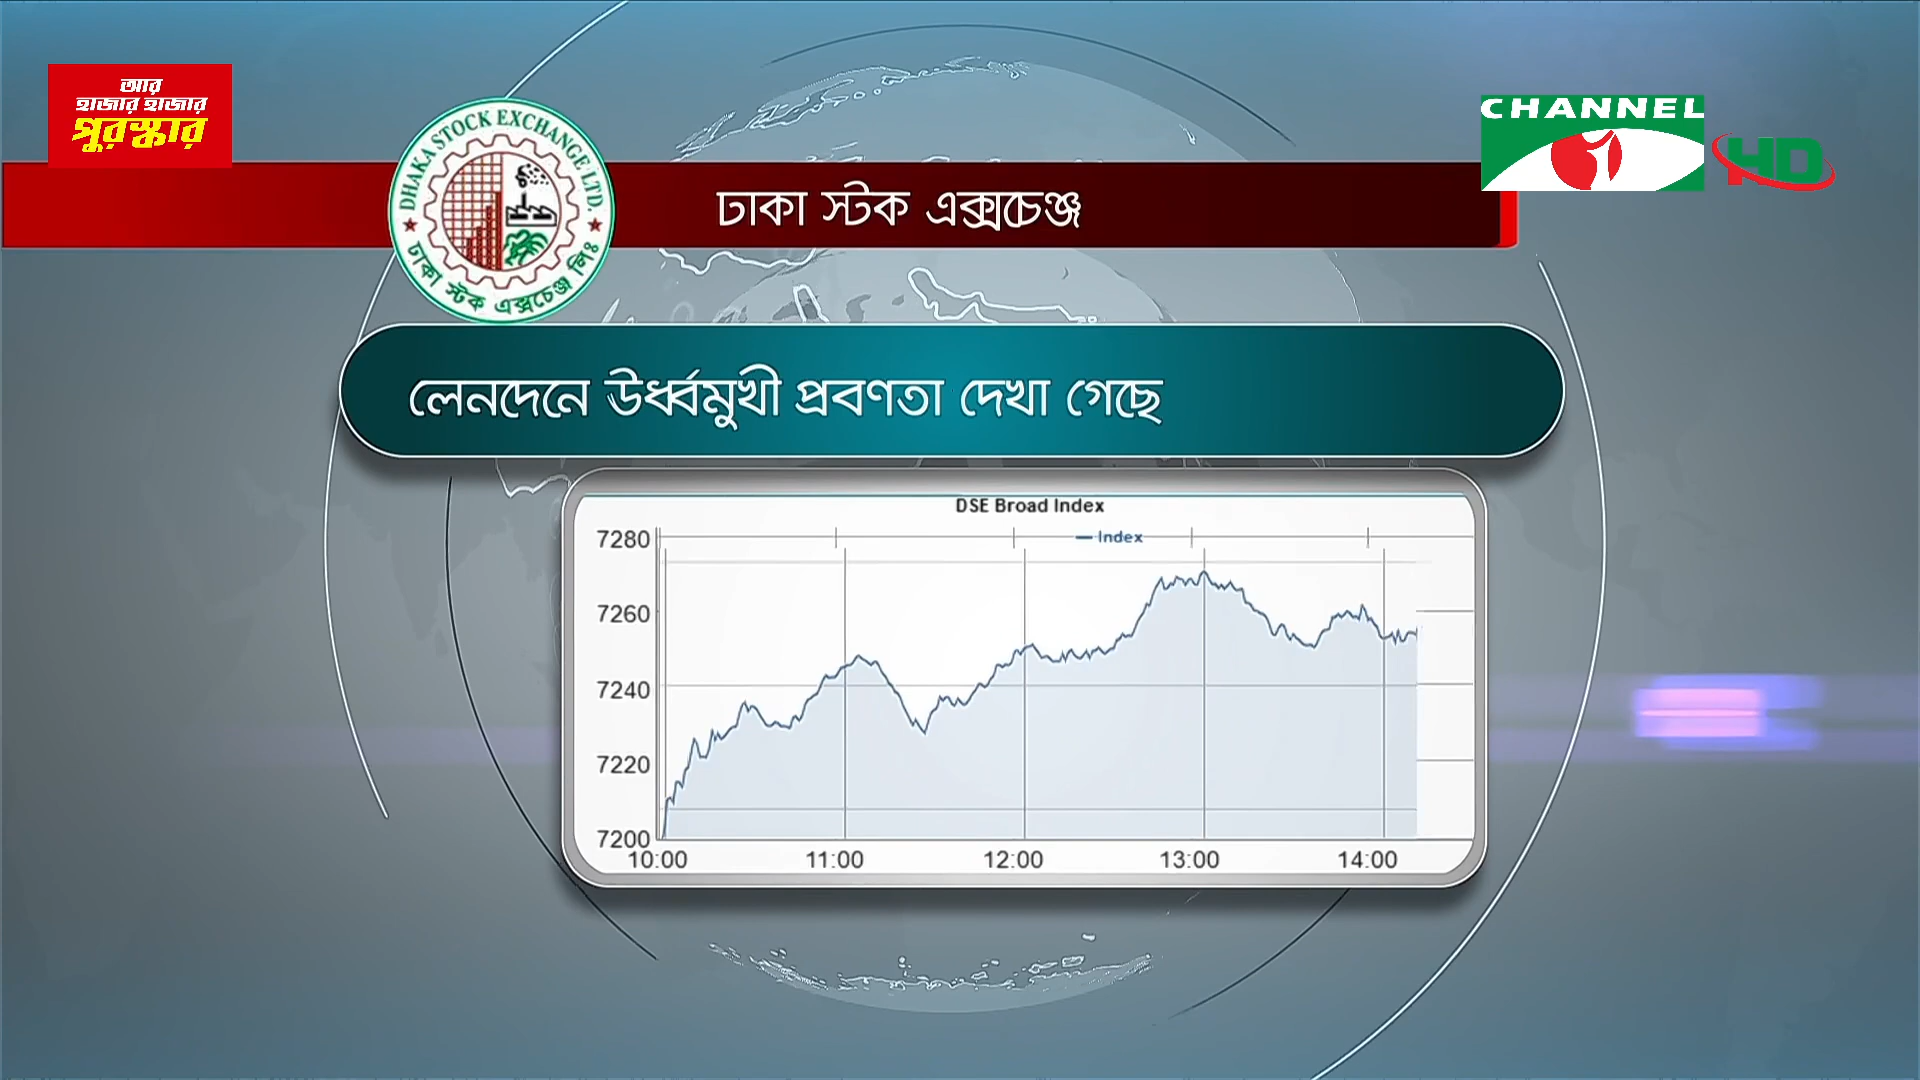 আর
হাজার হাজার
পুরস্কার
CHANNEL
i
HD
DHAKA STOCK EXCHANGE LTD.
ঢাকা স্টক এক্সচেঞ্জ লিঃ
ঢাকা স্টক এক্সচেঞ্জ
লেনদেনে উর্ধ্বমুখী প্রবণতা দেখা গেছে
DSE Broad Index
Index
7280
7260
7240
7220
7200
10:00 11:00 12:00 13:00 14:00